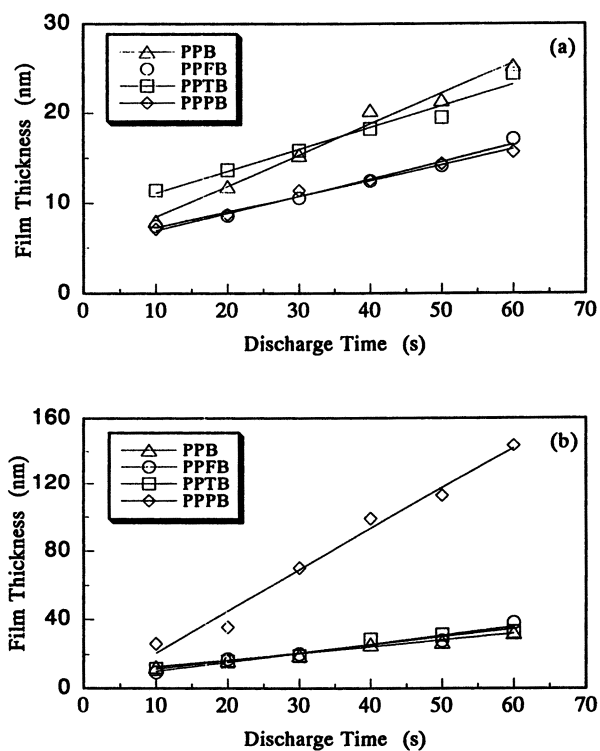 30
(a)
PPB
PPFB
PPTB
PPPB
20
Film Thickness (nm)
10
0
0 10 20 30 40 50 60 70
Discharge Time (s)
160
(b)
PPB
PPFB
PPTB
PPPB
120
Film Thickness (nm)
80
40
0
0 10 20 30 40 50 60 70
Discharge Time (s)